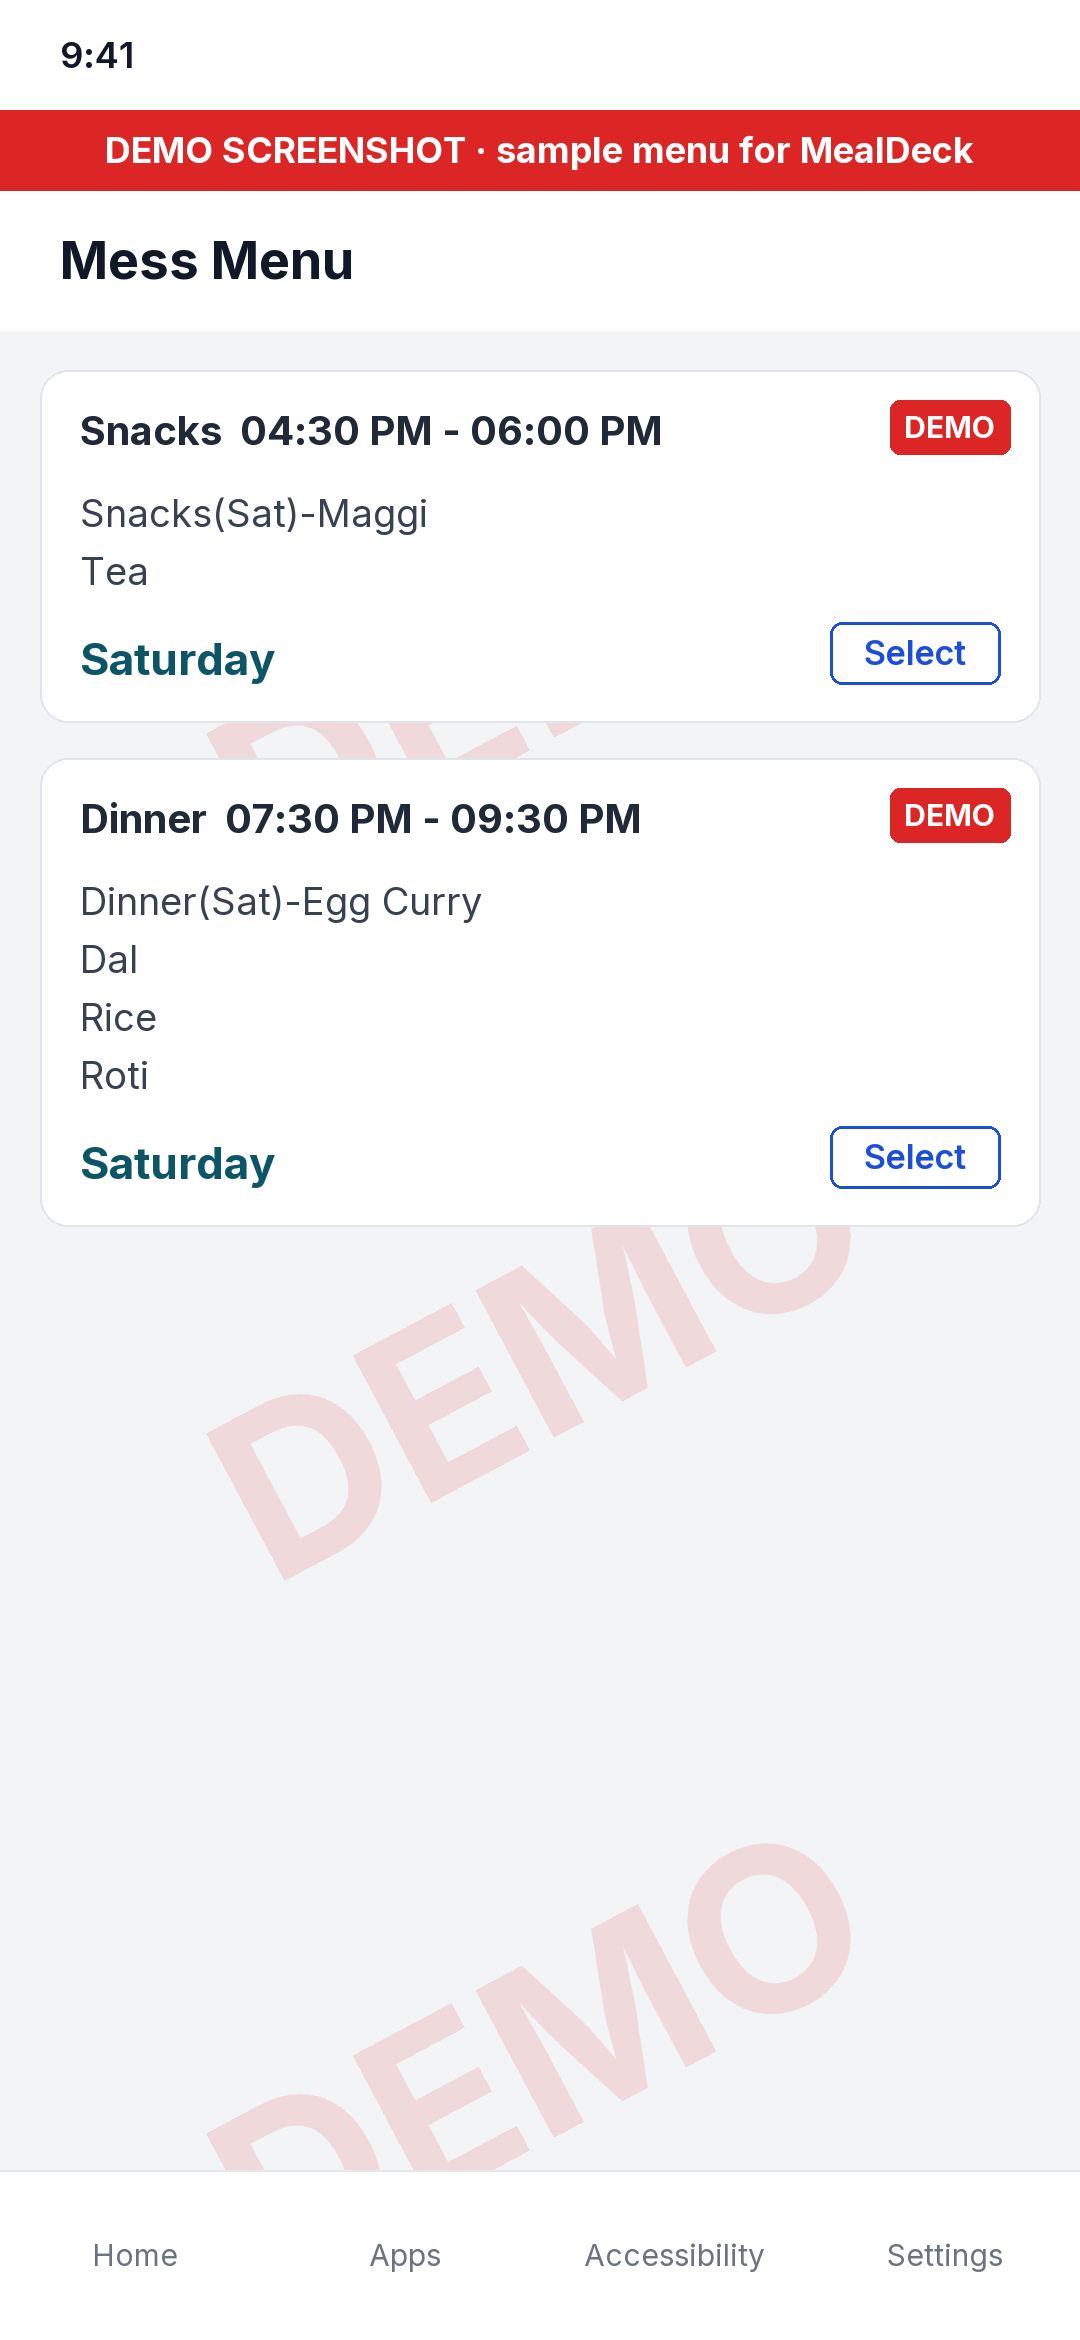 9:41
DEMO SCREENSHOT · sample menu for MealDeck
Mess Menu
Snacks 04:30 PM - 06:00 PM
DEMO
Snacks(Sat)-Maggi
Tea
Saturday
Select
Dinner 07:30 PM - 09:30 PM
DEMO
Dinner(Sat)-Egg Curry
Dal
Rice
Roti
Saturday
Select
DEMO
DEMO
Home
Apps
Accessibility
Settings